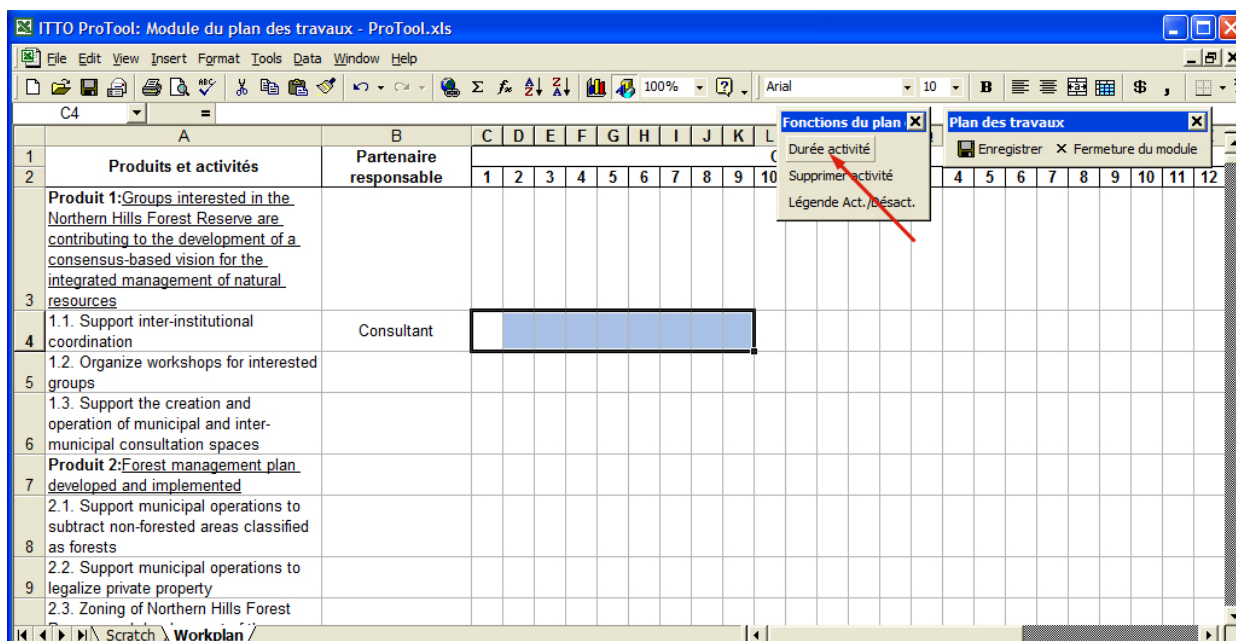 ITTO ProTool: Module du plan des travaux - ProTool.xls
File Edit View Insert Format Tools Data Window Help
100% Arial 10 B $ ,
C4 =
Fonctions du plan
Plan des travaux
Durée activité
Supprimer activité
Légende Act./Désact.
Enregistrer Fermeture du module
A B C D E F G H I J K L
1 Produits et activités Partenaire responsable
2 1 2 3 4 5 6 7 8 9 10 4 5 6 7 8 9 10 11 12
Produit 1:Groups interested in the
Northern Hills Forest Reserve are
contributing to the development of a
consensus-based vision for the
integrated management of natural
3 resources
1.1. Support inter-institutional
4 coordination
Consultant
1.2. Organize workshops for interested
5 groups
1.3. Support the creation and
operation of municipal and inter-
6 municipal consultation spaces
Produit 2:Forest management plan
7 developed and implemented
2.1. Support municipal operations to
subtract non-forested areas classified
8 as forests
2.2. Support municipal operations to
9 legalize private property
2.3. Zoning of Northern Hills Forest
Scratch Workplan